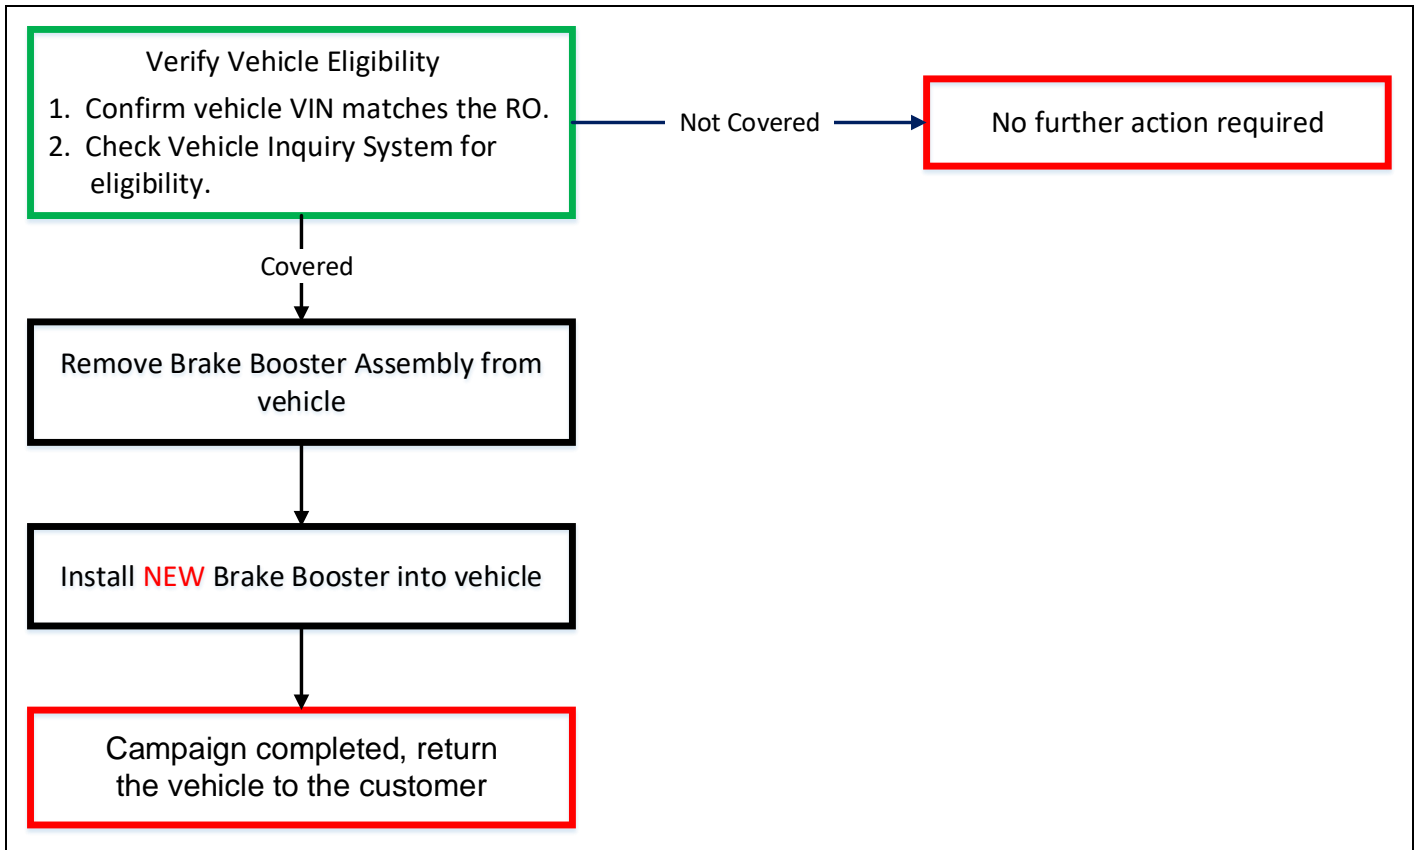 Verify Vehicle Eligibility
1. Confirm vehicle VIN matches the RO.
2. Check Vehicle Inquiry System for
eligibility.
Not Covered
No further action required
Covered
Remove Brake Booster Assembly from
vehicle
Install NEW Brake Booster into vehicle
Campaign completed, return
the vehicle to the customer